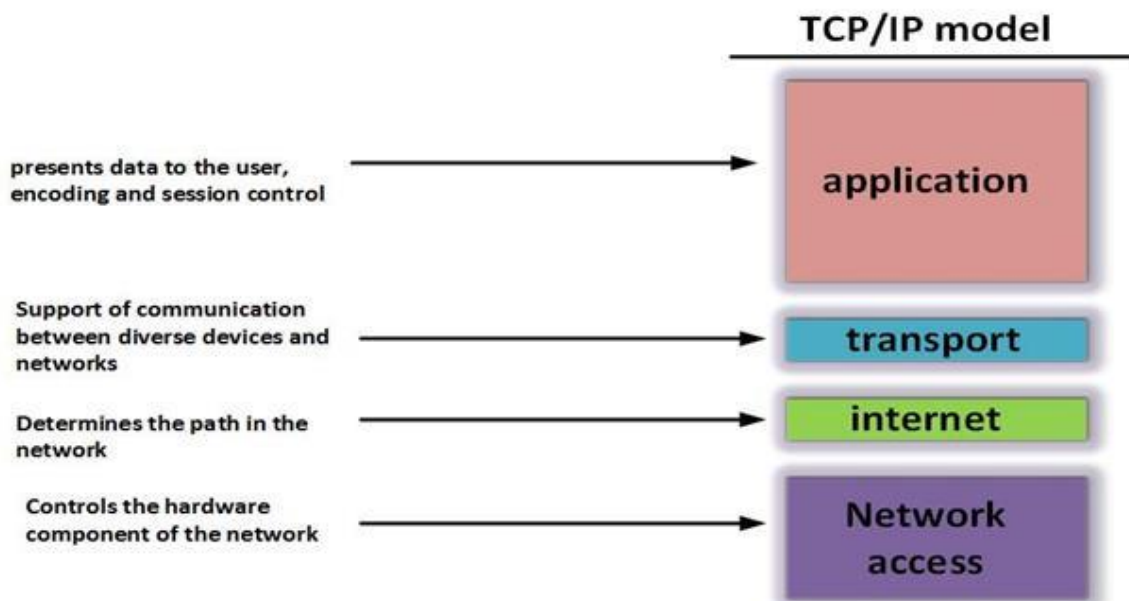 TCP/IP model
presents data to the user,
encoding and session control
application
Support of communication
between diverse devices and
networks
transport
Determines the path in the
network
internet
Controls the hardware
component of the network
Network
access